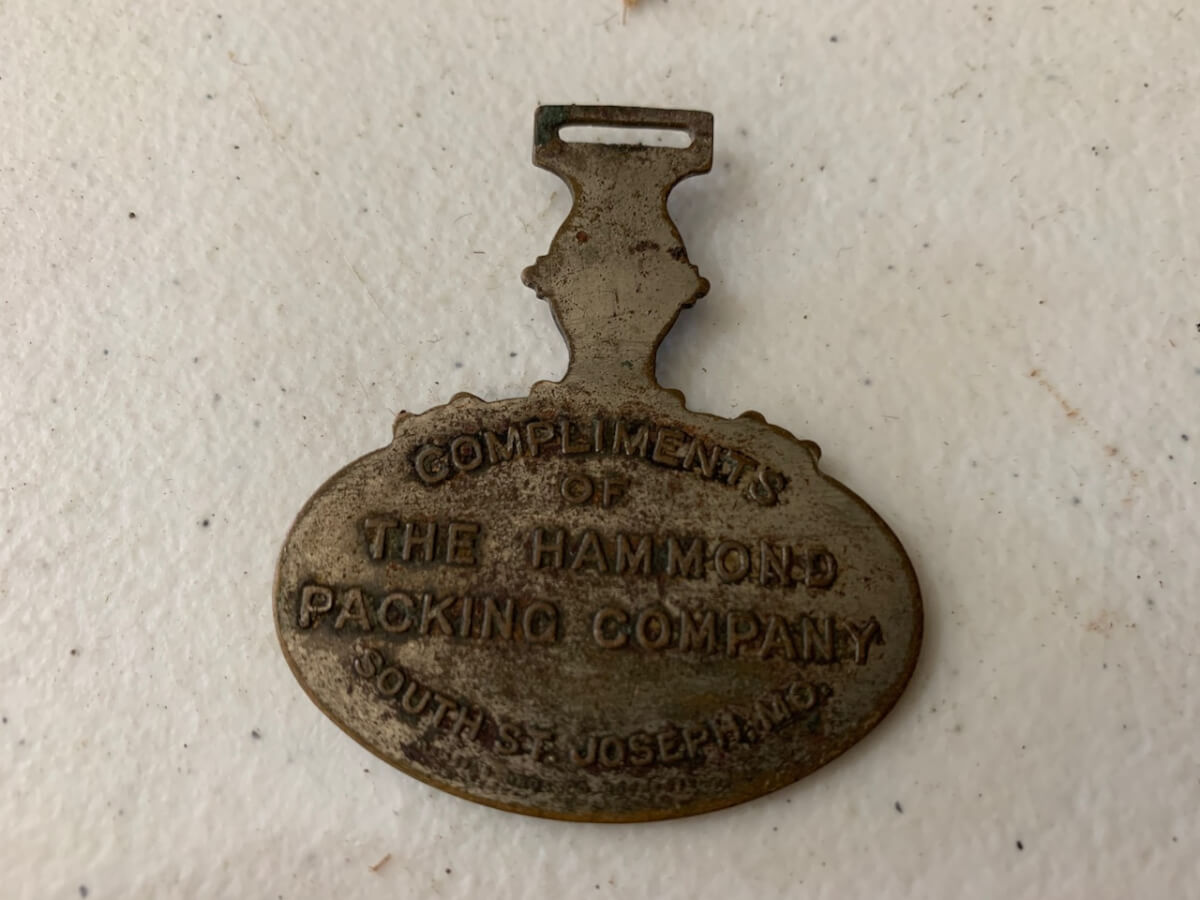 COMPLIMENTS
OF
THE HAMMOND
PACKING COMPANY
SOUTH ST. JOSEPH, MO.